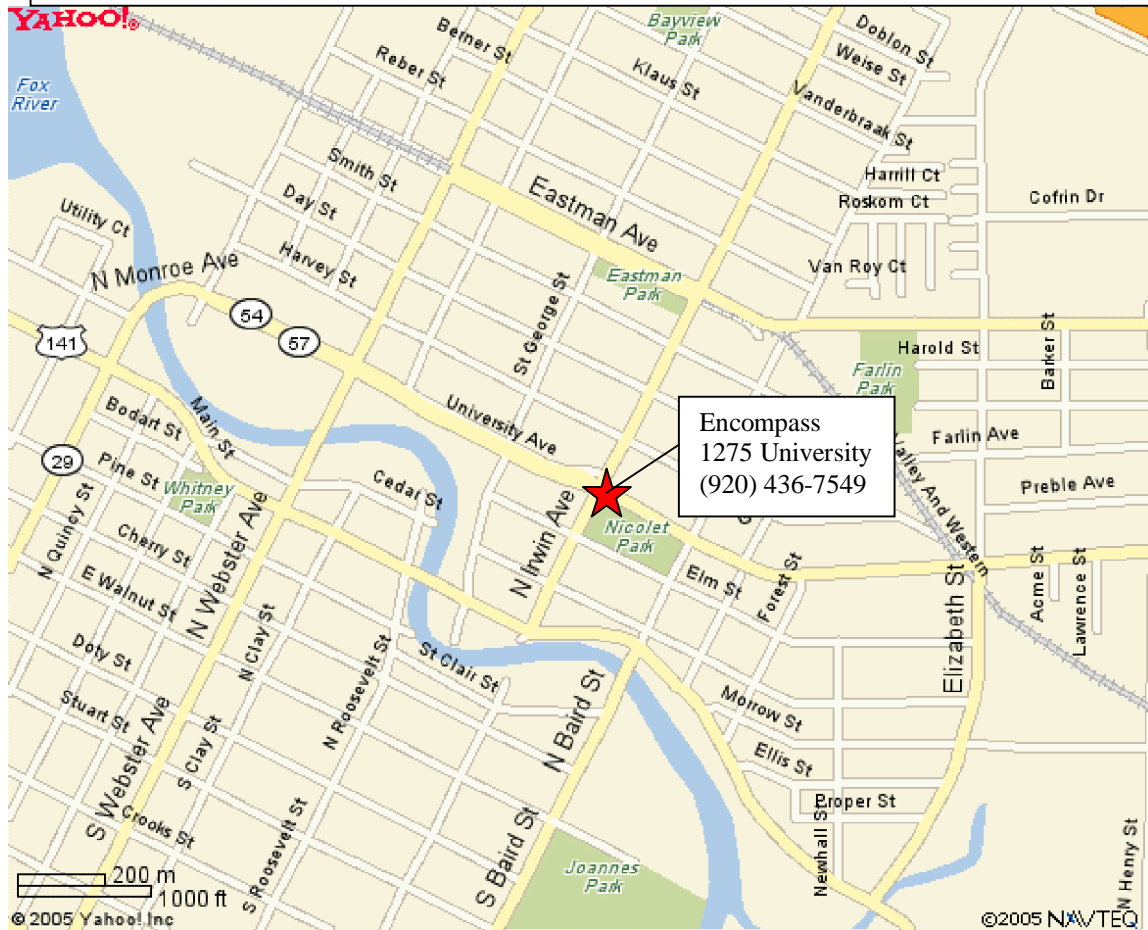 YAHOO!®
Bayview
Park
Berner St
Doblon St
Weise St
Reber St
Klaus St
Vanderbraak St
Fox
River
Smith St
Harrill Ct
Eastman Ave
Roskom Ct
Cofrin Dr
Day St
Utility Ct
Harvey St
Van Roy Ct
N Monroe Ave
Eastman
Park
54
57
141
St George St
Harold St
Barker St
Farlin
Park
University Ave
Encompass
1275 University
(920) 436-7549
Main St
Bodart St
Farlin Ave
Valley And Western
29
Pine St
Whitney
Park
Cedar St
Preble Ave
N Quincy St
N Webster Ave
N Irwin Ave
Nicolet
Park
Cherry St
E Walnut St
Elm St
Forest St
Elizabeth St
Acme St
Lawrence St
N Clay St
Doty St
N Roosevelt St
St Clair St
Stuart St
Morrow St
N Baird St
Ellis St
S Webster Ave
S Clay St
Proper St
Crooks St
S Roosevelt St
S Baird St
Newhall St
Joannes
Park
N Henry St
200 m
1000 ft
© 2005 Yahoo! Inc
©2005 NAVTEQ